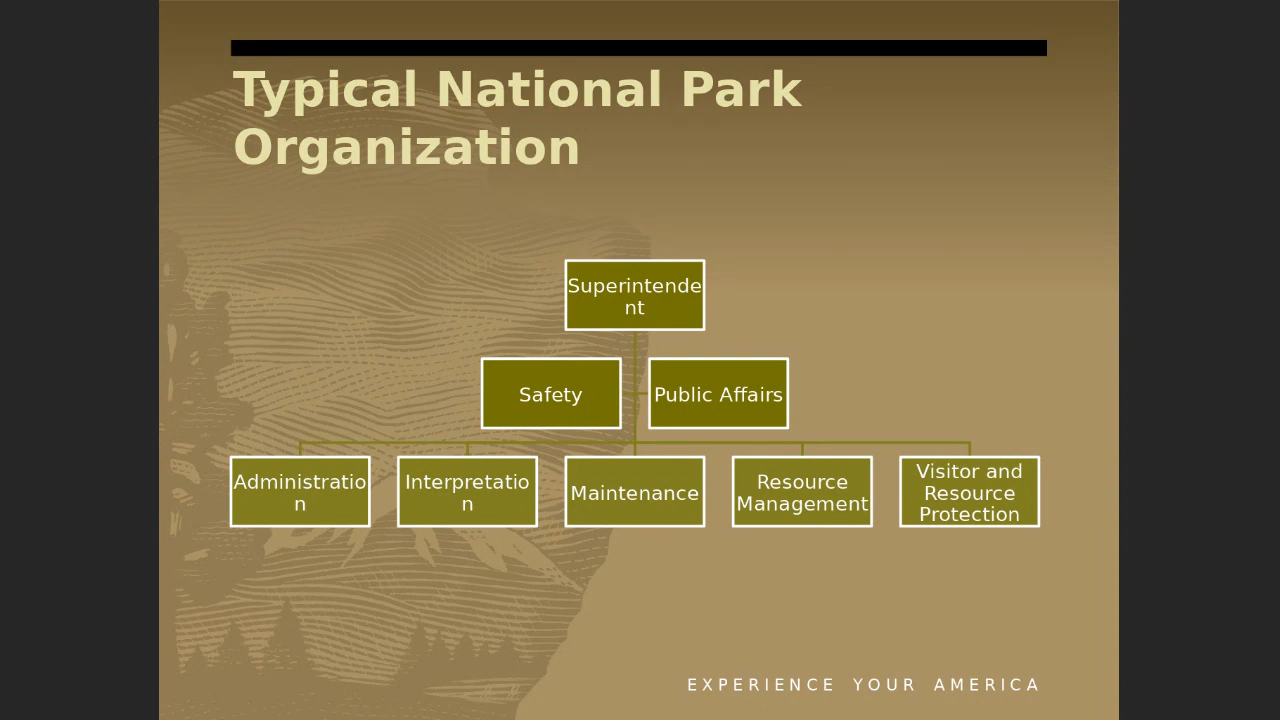 Typical National Park
Organization
Superintende
nt
Safety
Public Affairs
Administratio
n
Interpretatio
n
Maintenance
Resource
Management
Visitor and
Resource
Protection
EXPERIENCE YOUR AMERICA